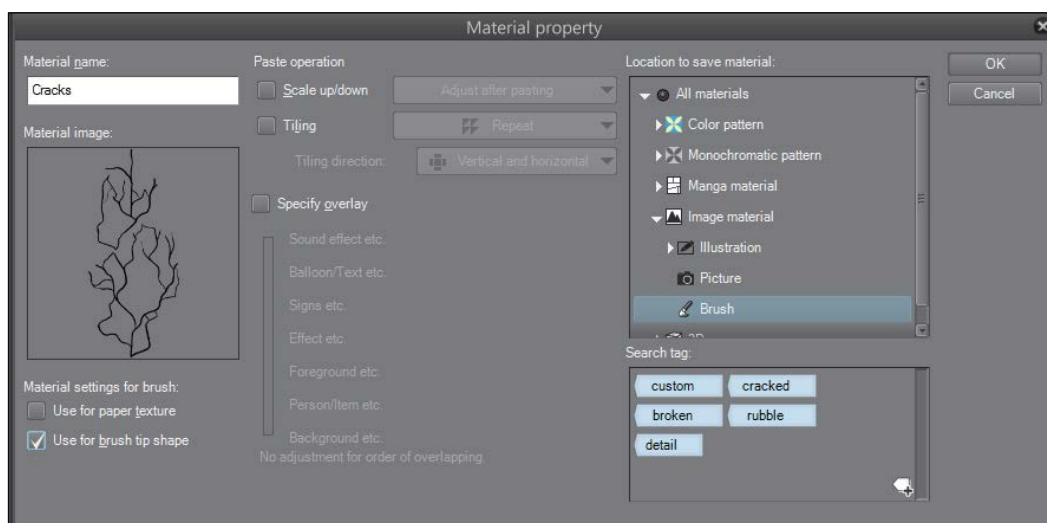 Material property
Material name:
Cracks
Material image:
Material settings for brush:
Use for paper texture
Use for brush tip shape
Paste operation
Scale up/down
Adjust after pasting
Tiling
Repeat
Tiling direction:
Vertical and horizontal
Specify overlay
Sound effect etc.
Balloon/Text etc.
Signs etc.
Effect etc.
Foreground etc.
Person/Item etc.
Background etc.
No adjustment for order of overlapping.
Location to save material:
All materials
Color pattern
Monochromatic pattern
Manga material
Image material
Illustration
Picture
Brush
Search tag:
custom cracked
broken rubble
detail
OK
Cancel